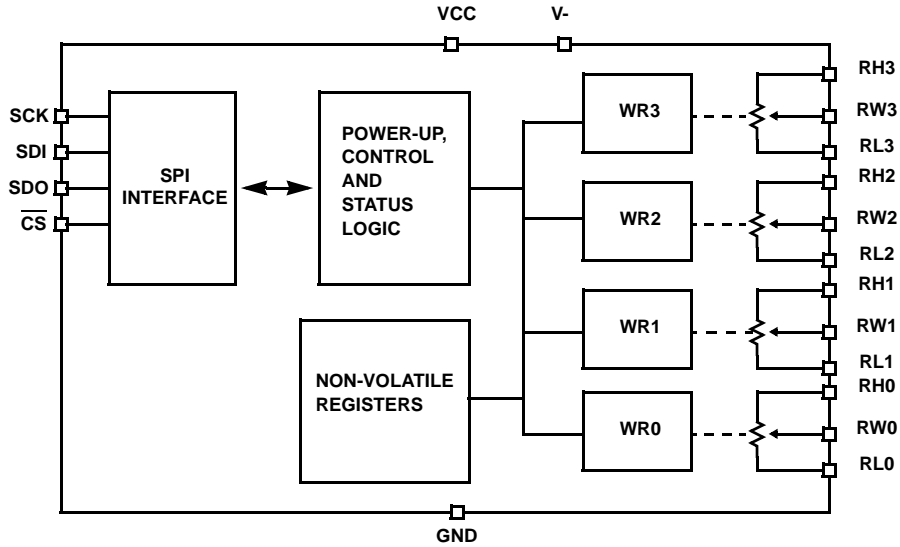 VCC
V-
SCK
SDI
SDO
CS
SPI
INTERFACE
POWER-UP,
CONTROL
AND
STATUS
LOGIC
NON-VOLATILE
REGISTERS
WR3
WR2
WR1
WR0
RH3
RW3
RL3
RH2
RW2
RL2
RH1
RW1
RL1
RH0
RW0
RL0
GND